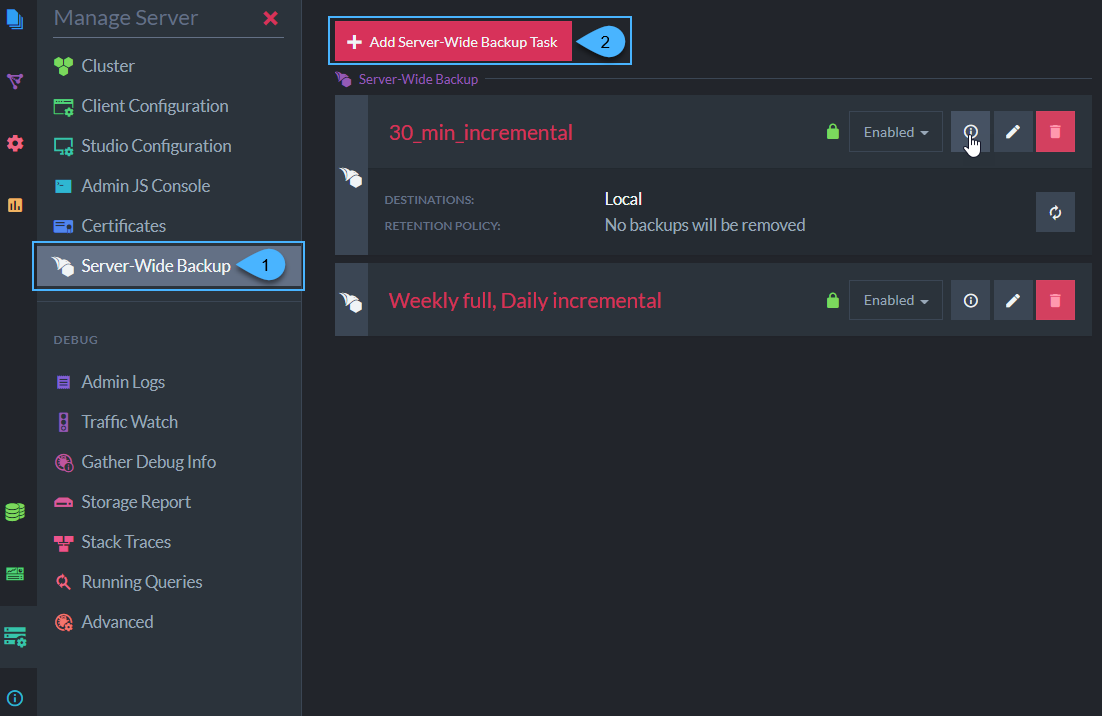 Manage Server
Cluster
Client Configuration
Studio Configuration
Admin JS Console
Certificates
Server-Wide Backup
1
DEBUG
Admin Logs
Traffic Watch
Gather Debug Info
Storage Report
Stack Traces
Running Queries
Advanced
Add Server-Wide Backup Task
2
Server-Wide Backup
30_min_incremental
Enabled
DESTINATIONS: Local
RETENTION POLICY: No backups will be removed
Weekly full, Daily incremental
Enabled